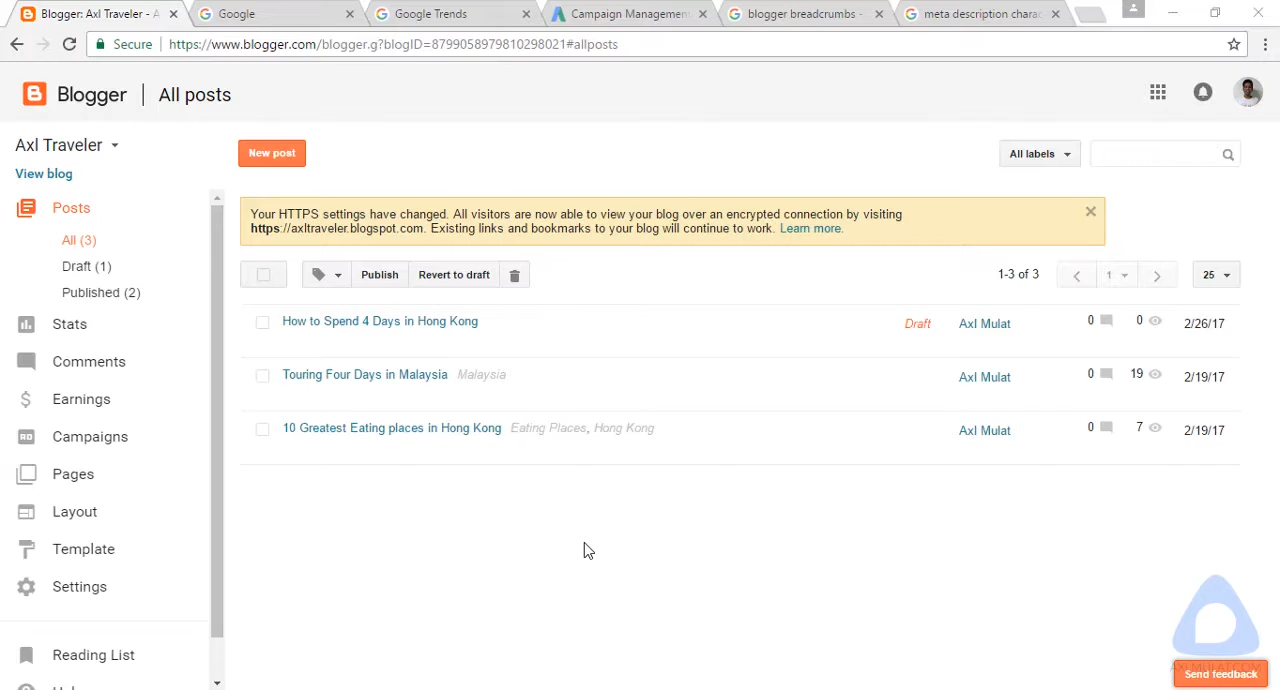 Blogger: Axl Traveler - A
Google
Google Trends
Campaign Managemen
blogger breadcrumbs -
meta description charac
Secure
https://www.blogger.com/blogger.g?blogID=8799058979810298021#allposts
Blogger
All posts
Axl Traveler
New post
All labels
View blog
Posts
Your HTTPS settings have changed. All visitors are now able to view your blog over an encrypted connection by visiting
https://axltraveler.blogspot.com. Existing links and bookmarks to your blog will continue to work. Learn more.
All (3)
Draft (1)
Published (2)
Publish
Revert to draft
1-3 of 3
1
25
How to Spend 4 Days in Hong Kong
Draft
Axl Mulat
0
0
2/26/17
Touring Four Days in Malaysia Malaysia
Axl Mulat
0
19
2/19/17
10 Greatest Eating places in Hong Kong Eating Places, Hong Kong
Axl Mulat
0
7
2/19/17
Stats
Comments
Earnings
Campaigns
Pages
Layout
Template
Settings
Reading List
Send feedback